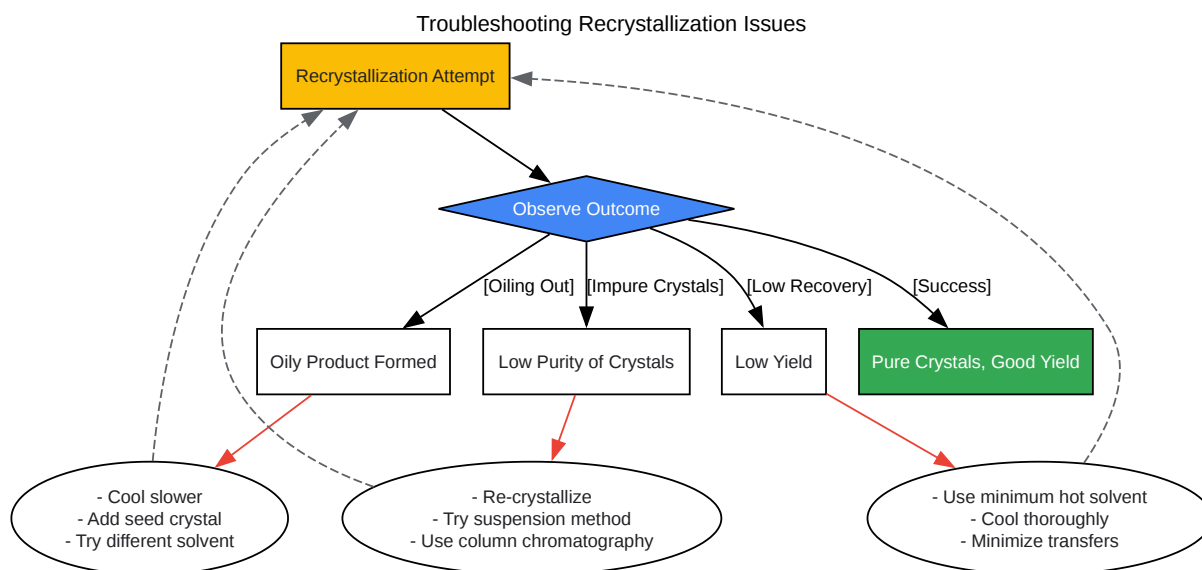 Troubleshooting Recrystallization Issues
Recrystallization Attempt
Observe Outcome
[Oiling Out]
[Impure Crystals]
[Low Recovery]
[Success]
Oily Product Formed
Low Purity of Crystals
Low Yield
Pure Crystals, Good Yield
- Cool slower
- Add seed crystal
- Try different solvent
- Re-crystallize
- Try suspension method
- Use column chromatography
- Use minimum hot solvent
- Cool thoroughly
- Minimize transfers